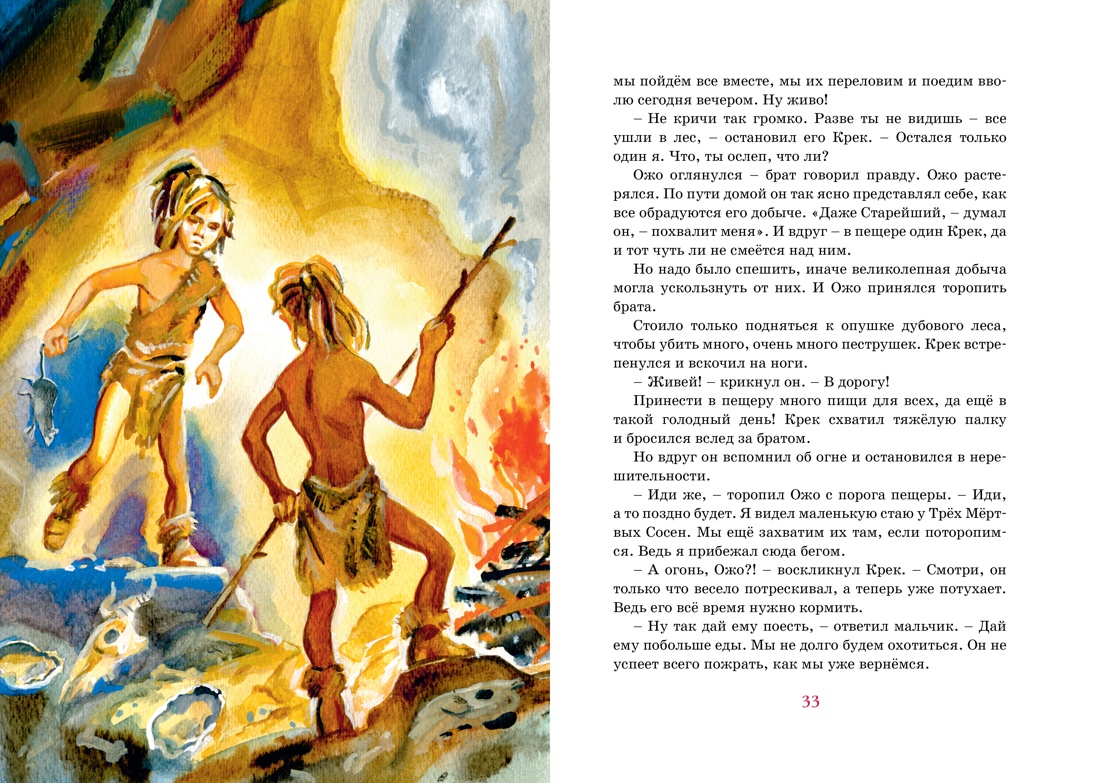 мы пойдём все вместе, мы их переловим и поедим вво-
лю сегодня вечером. Ну живо!
– Не кричи так громко. Разве ты не видишь – все
ушли в лес, – остановил его Крек. – Остался только
один я. Что, ты ослеп, что ли?
Ожо оглянулся – брат говорил правду. Ожо расте-
рялся. По пути домой он так ясно представлял себе, как
все обрадуются его добыче. «Даже Старейший, – думал
он, – похвалит меня». И вдруг – в пещере один Крек, да
и тот чуть ли не смеётся над ним.
Но надо было спешить, иначе великолепная добыча
могла ускользнуть от них. И Ожо принялся торопить
брата.
Стоило только подняться к опушке дубового леса,
чтобы убить много, очень много пеструшек. Крек встре-
пенулся и вскочил на ноги.
– Живей! – крикнул он. – В дорогу!
Принести в пещеру много пищи для всех, да ещё в
такой голодный день! Крек схватил тяжёлую палку
и бросился вслед за братом.
Но вдруг он вспомнил об огне и остановился в нере-
шительности.
– Иди же, – торопил Ожо с порога пещеры. – Иди,
а то поздно будет. Я видел маленькую стаю у Трёх Мёрт-
вых Сосен. Мы ещё захватим их там, если поторопим-
ся. Ведь я прибежал сюда бегом.
– А огонь, Ожо?! – воскликнул Крек. – Смотри, он
только что весело потрескивал, а теперь уже потухает.
Ведь его всё время нужно кормить.
– Ну так дай ему поесть, – ответил мальчик. – Дай
ему побольше еды. Мы не долго будем охотиться. Он не
успеет всего пожрать, как мы уже вернёмся.
33